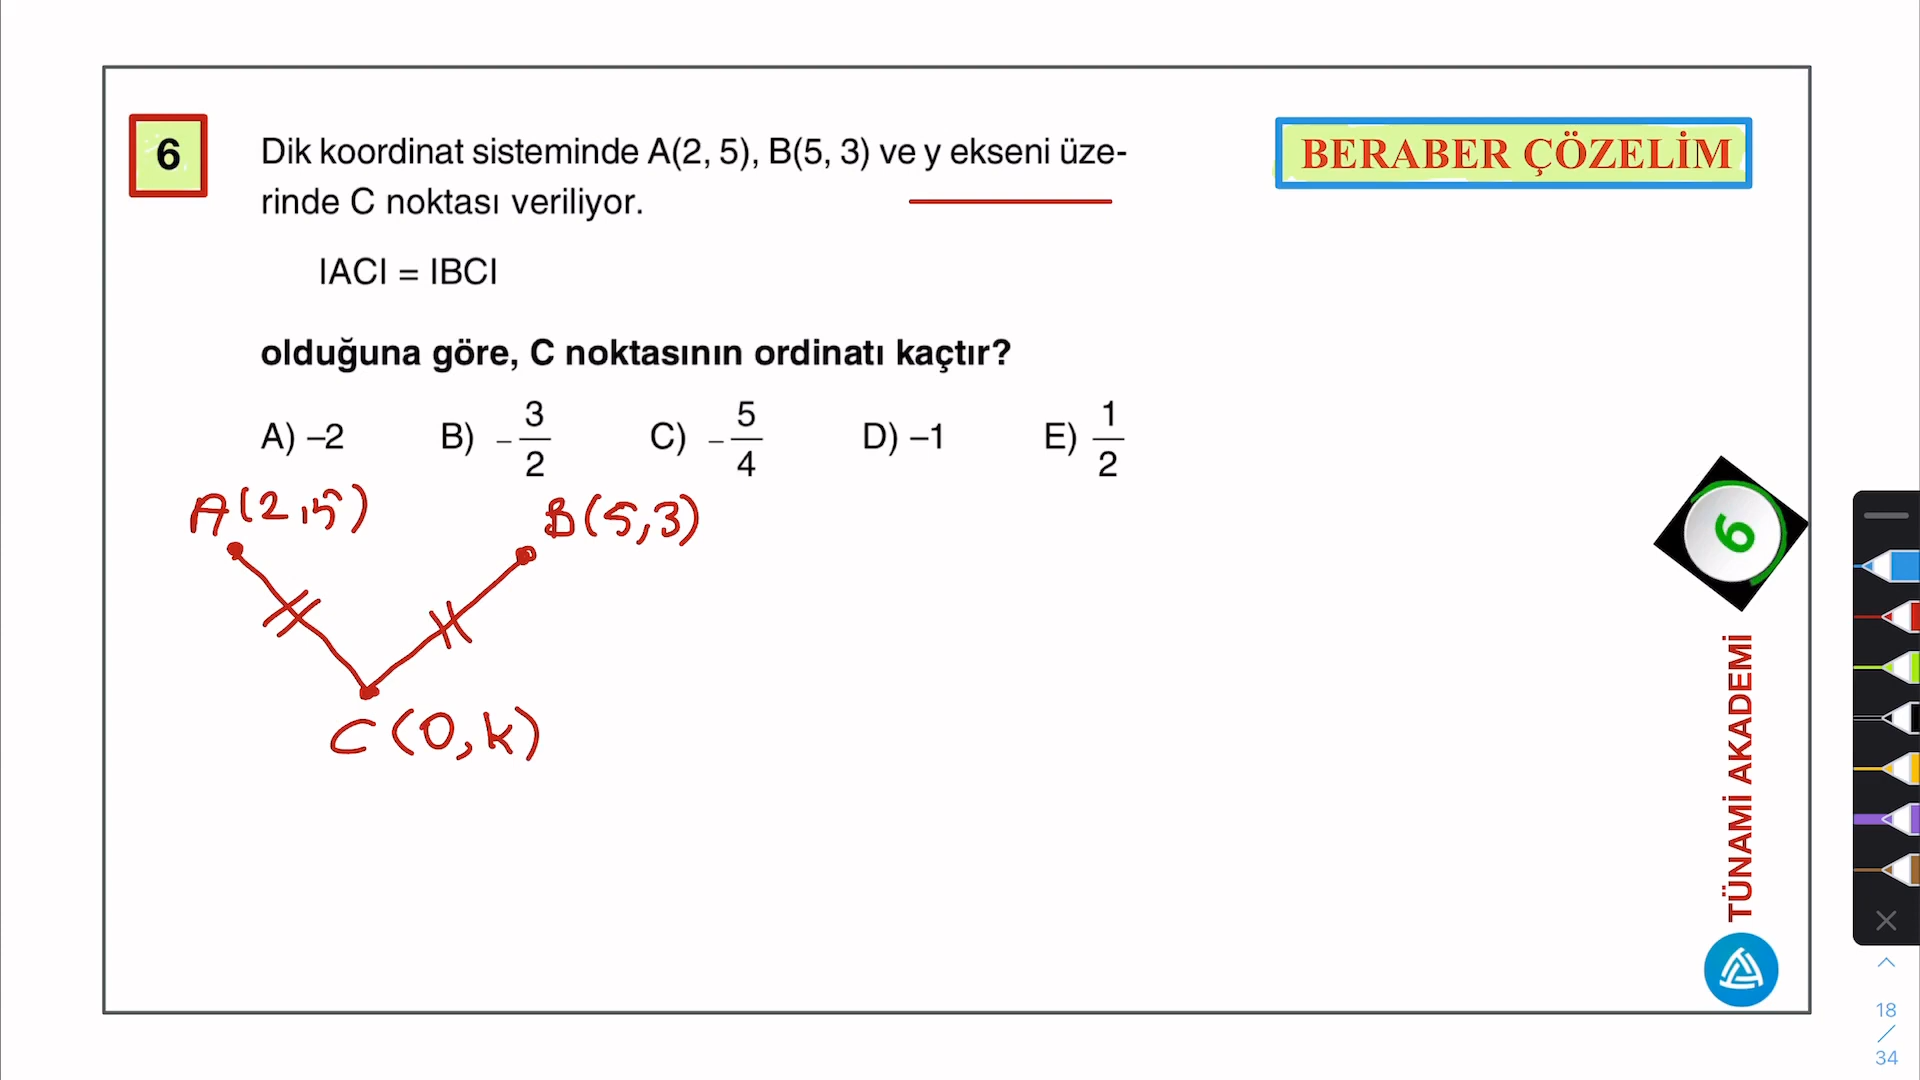 6
Dik koordinat sisteminde A(2, 5), B(5, 3) ve y ekseni üze-
rinde C noktası veriliyor.
IACI = IBCI
olduğuna göre, C noktasının ordinatı kaçtır?
A) –2 B) -3/2 C) -5/4 D) –1 E) 1/2
BERABER ÇÖZELİM
A(2,5) B(5,3)
C(0,k)
6
TÜNAMİ AKADEMİ
18
/
34